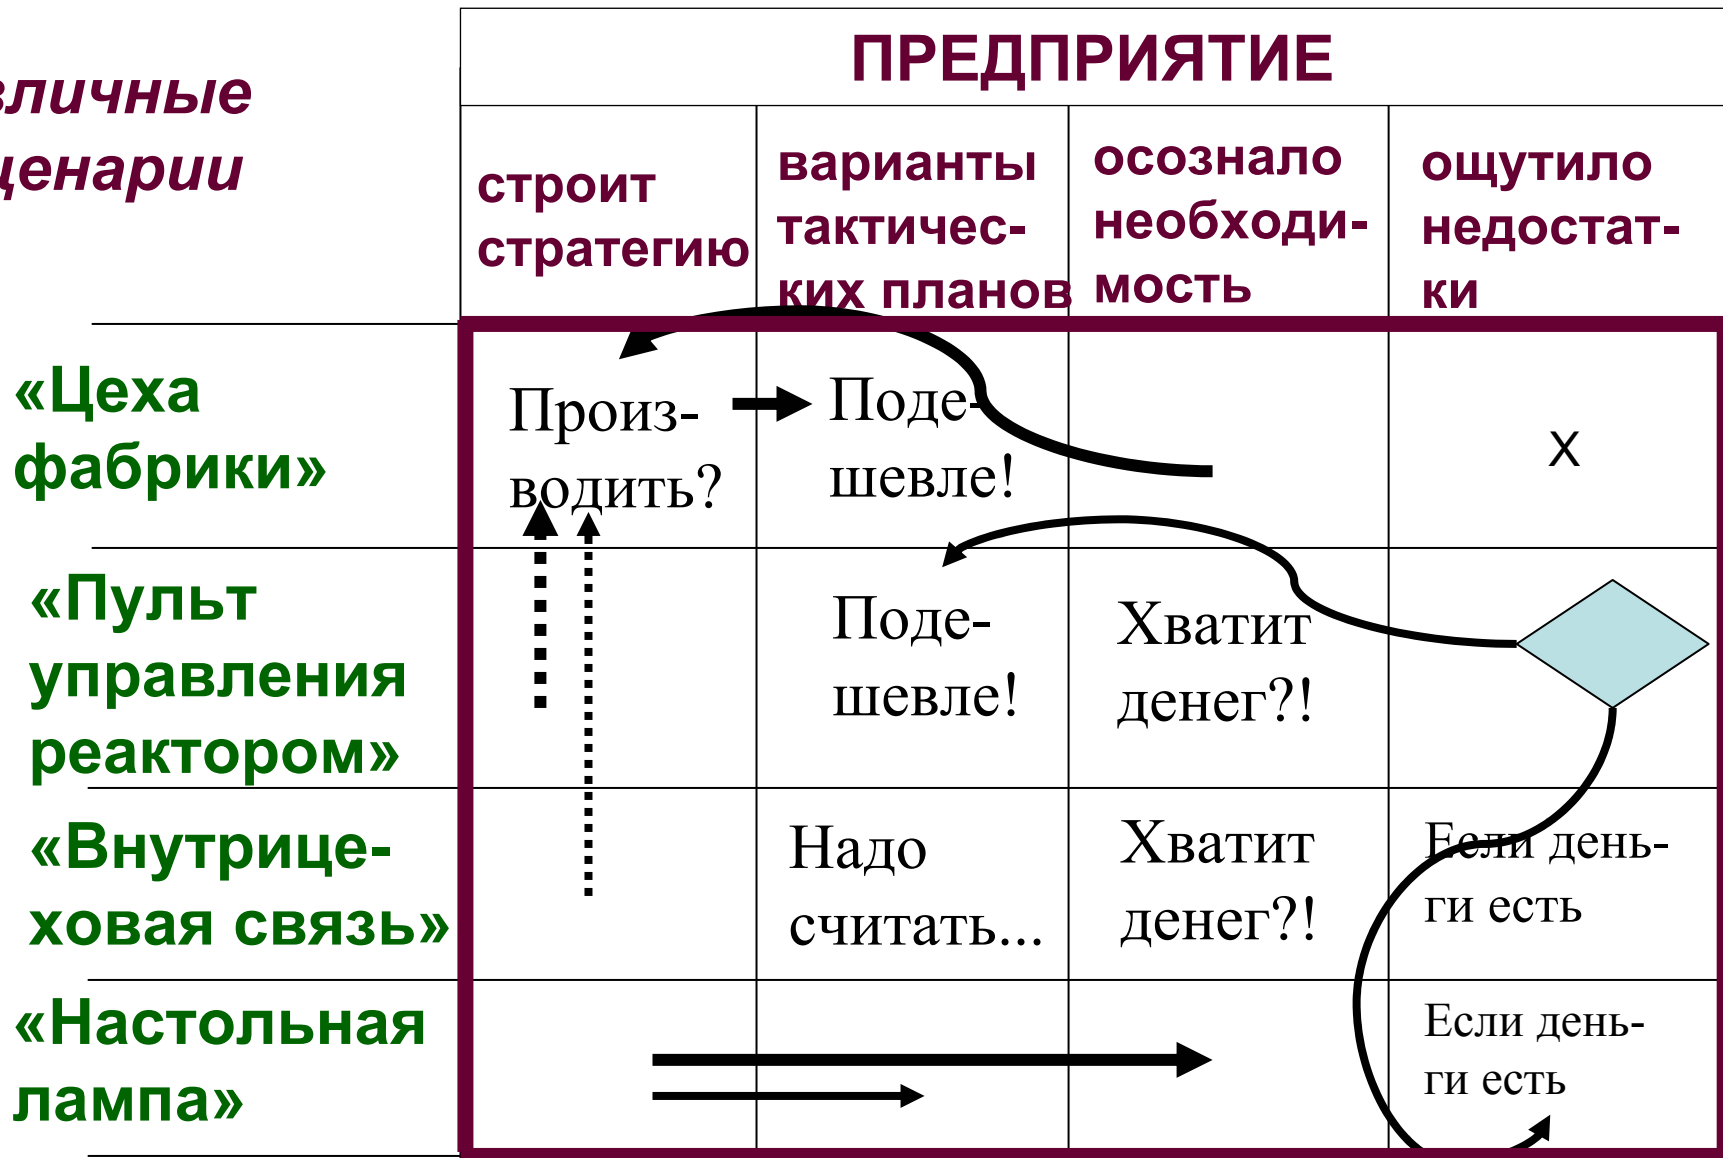 ПРЕДПРИЯТИЕ
зличные
ценарии
строит
стратегию
варианты
тактичес-
ких планов
осознало
необходи-
мость
ощутило
недостат-
ки
«Цеха
фабрики»
Произ-
водить?
Поде-
шевле!
X
«Пульт
управления
реактором»
Поде-
шевле!
Хватит
денег?!
«Внутрице-
ховая связь»
Надо
считать...
Хватит
денег?!
Если день-
ги есть
«Настольная
лампа»
Если день-
ги есть